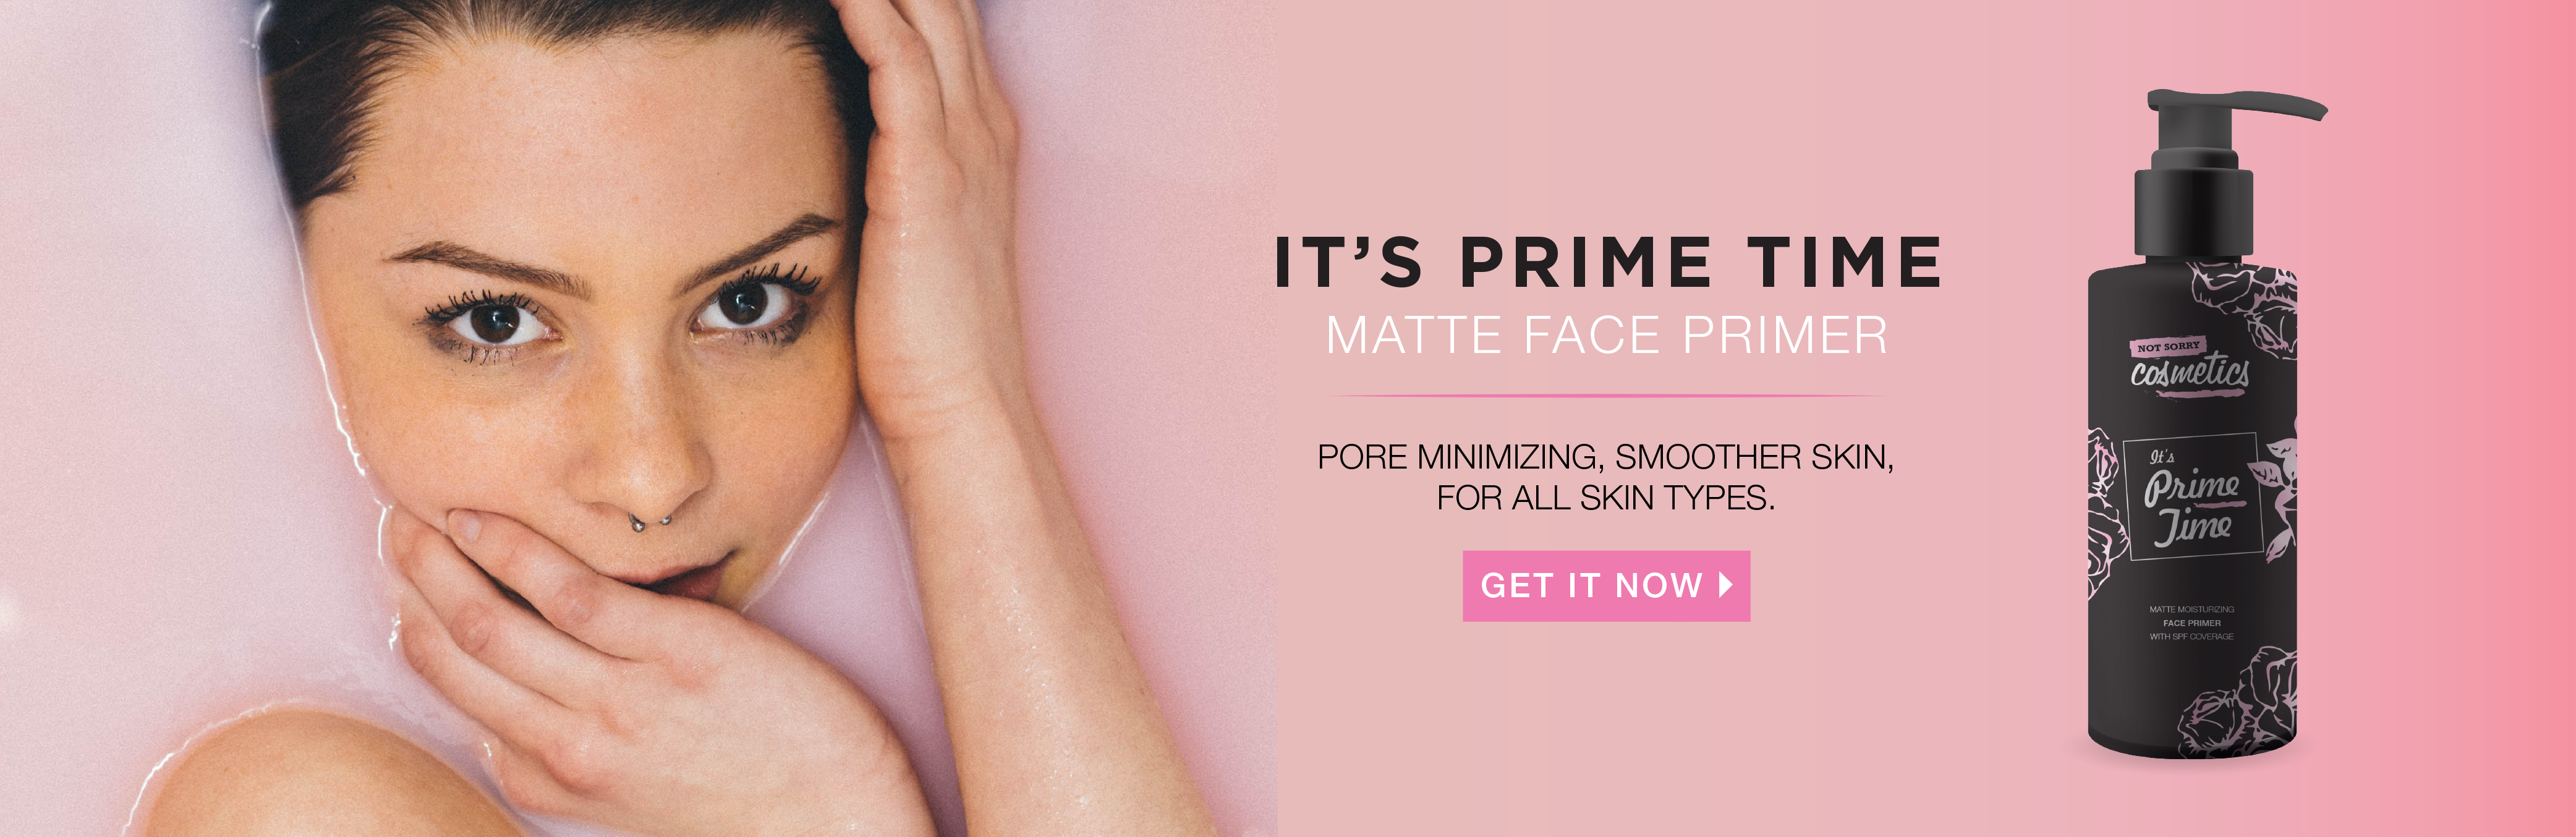 IT'S PRIME TIME
MATTE FACE PRIMER
PORE MINIMIZING, SMOOTHER SKIN,
FOR ALL SKIN TYPES.
GET IT NOW
NOT SORRY
cosmetics
It's
Prime
Time
MATTE MOISTURIZING
FACE PRIMER
WITH SPF COVERAGE